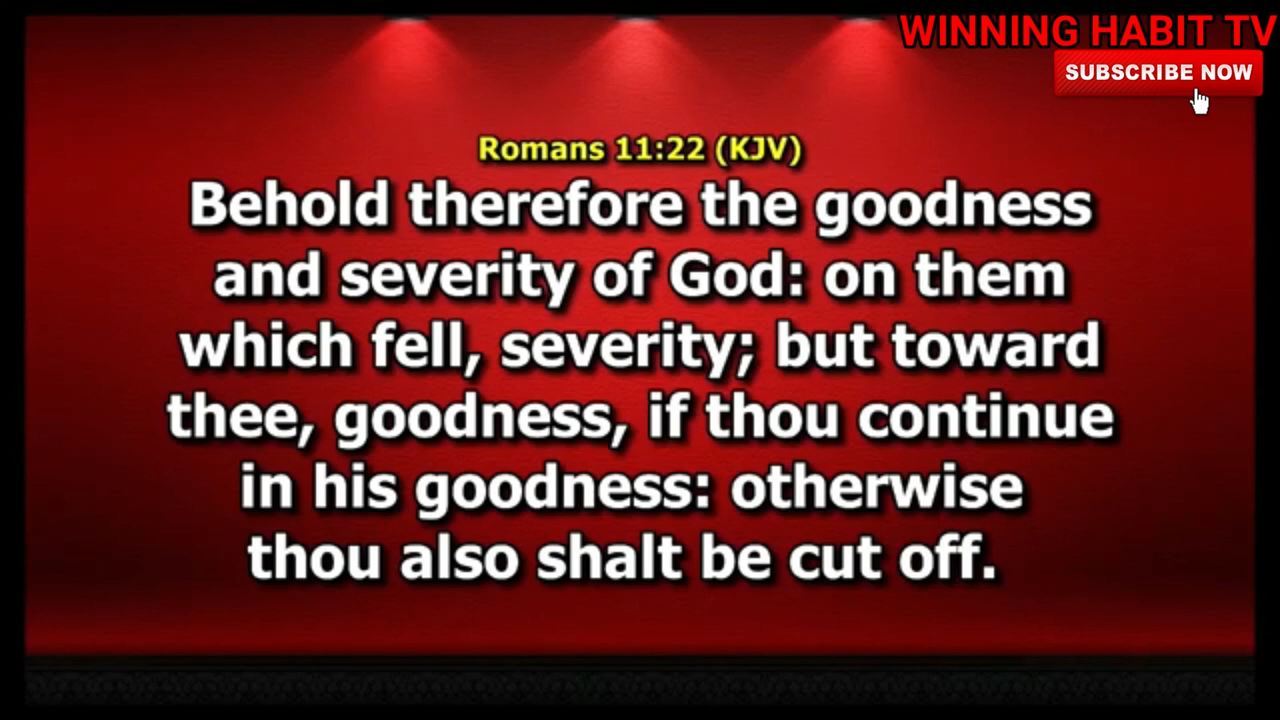 WINNING HABIT TV
SUBSCRIBE NOW
Romans 11:22 (KJV)
Behold therefore the goodness
and severity of God: on them
which fell, severity; but toward
thee, goodness, if thou continue
in his goodness: otherwise
thou also shalt be cut off.